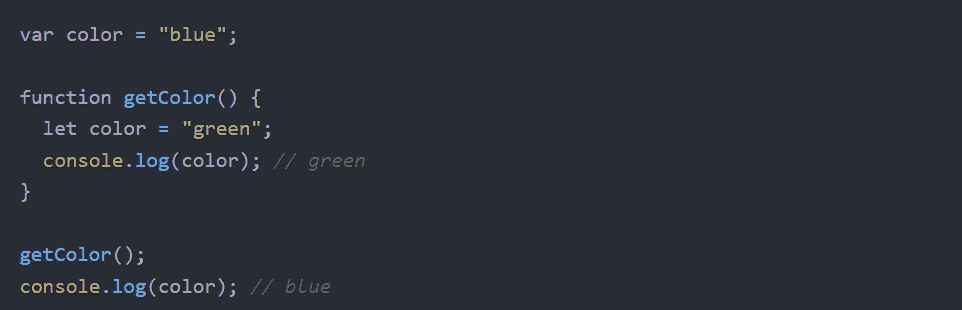 var color = "blue";
function getColor() {
let color = "green";
console.log(color); // green
}
getColor();
console.log(color); // blue